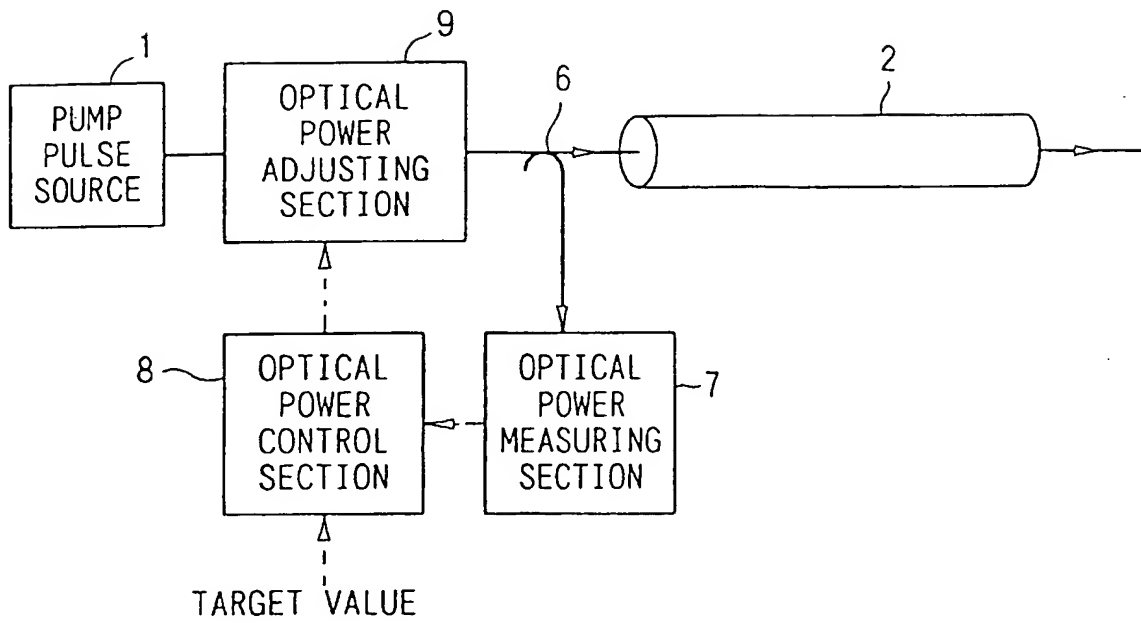 1
PUMP
PULSE
SOURCE
9
OPTICAL
POWER
ADJUSTING
SECTION
6
2
8
OPTICAL
POWER
CONTROL
SECTION
OPTICAL
POWER
MEASURING
SECTION
7
TARGET VALUE